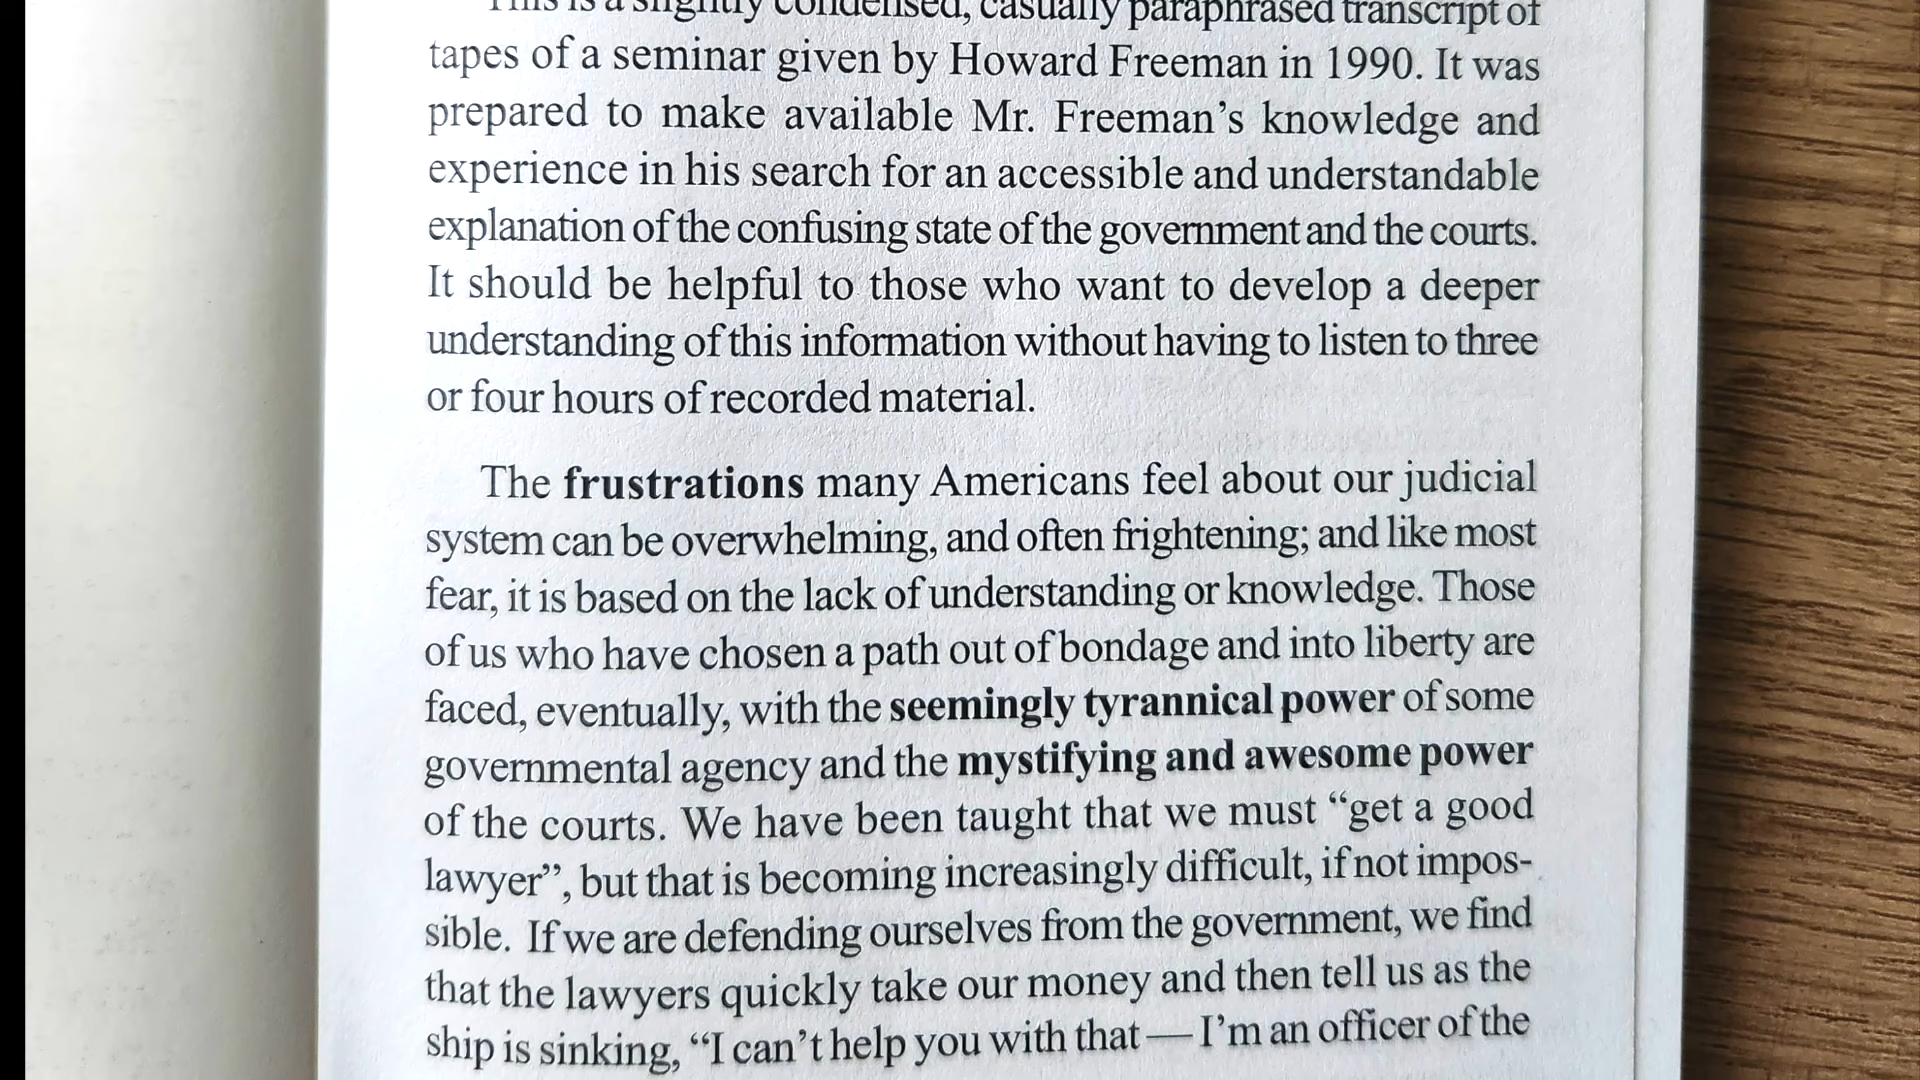 This is a slightly condensed, casually paraphrased transcript of
tapes of a seminar given by Howard Freeman in 1990. It was
prepared to make available Mr. Freeman’s knowledge and
experience in his search for an accessible and understandable
explanation of the confusing state of the government and the courts.
It should be helpful to those who want to develop a deeper
understanding of this information without having to listen to three
or four hours of recorded material.
The frustrations many Americans feel about our judicial
system can be overwhelming, and often frightening; and like most
fear, it is based on the lack of understanding or knowledge. Those
of us who have chosen a path out of bondage and into liberty are
faced, eventually, with the seemingly tyrannical power of some
governmental agency and the mystifying and awesome power
of the courts. We have been taught that we must “get a good
lawyer”, but that is becoming increasingly difficult, if not impos-
sible. If we are defending ourselves from the government, we find
that the lawyers quickly take our money and then tell us as the
ship is sinking, “I can’t help you with that—I’m an officer of the